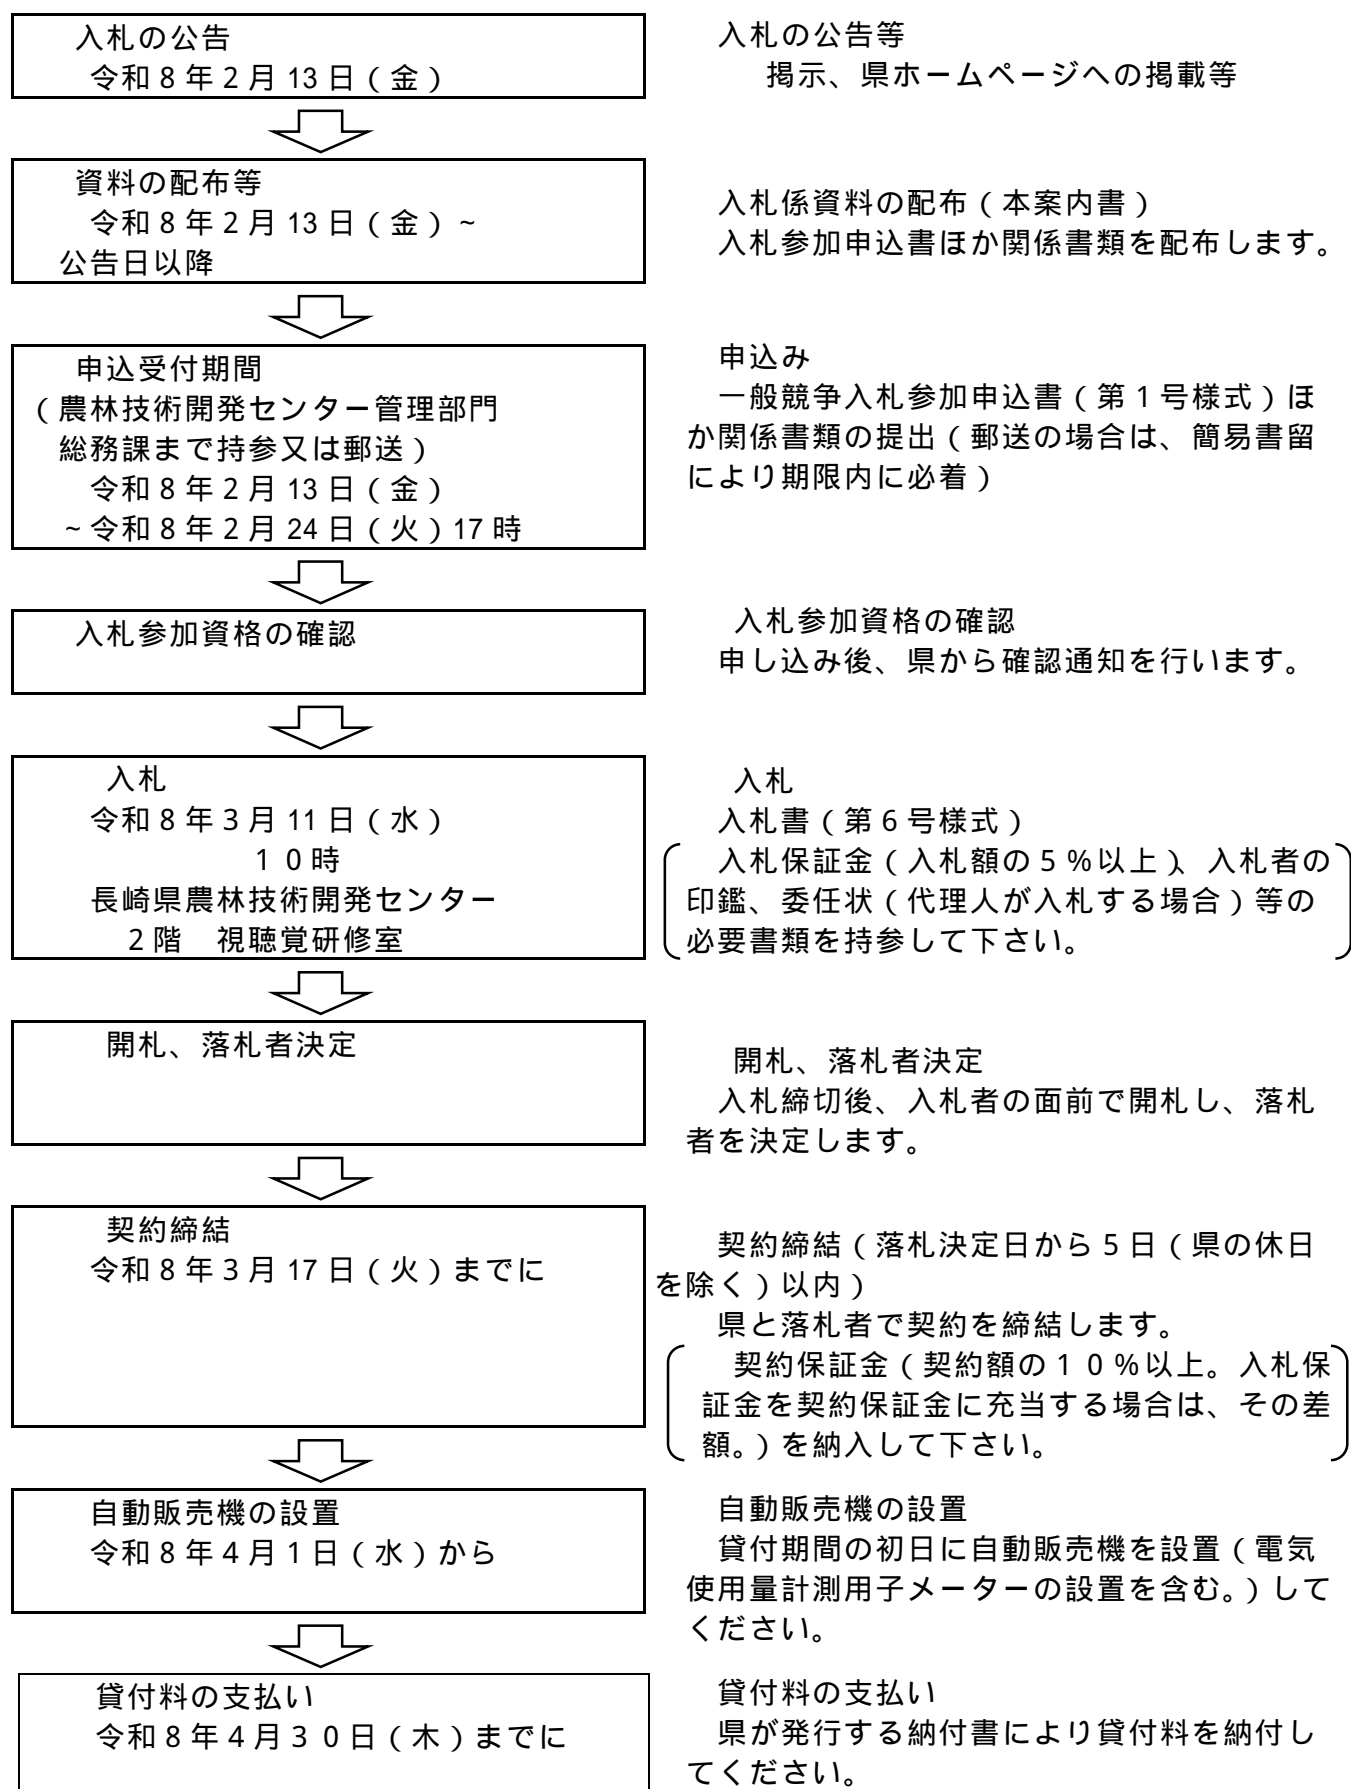 入札の公告
令和８年２月13日（金）
入札の公告等
掲示、県ホームページへの掲載等
資料の配布等
令和８年２月13日（金）~
公告日以降
入札係資料の配布（本案内書）
入札参加申込書ほか関係書類を配布します。
申込受付期間
（農林技術開発センター管理部門
総務課まで持参又は郵送）
令和８年２月13日（金）
~令和８年２月24日（火）17時
申込み
一般競争入札参加申込書（第１号様式）ほ
か関係書類の提出（郵送の場合は、簡易書留
により期限内に必着）
入札参加資格の確認
入札参加資格の確認
申し込み後、県から確認通知を行います。
入札
令和８年３月11日（水）
１０時
長崎県農林技術開発センター
２階　視聴覚研修室
入札
入札書（第６号様式）
入札保証金（入札額の５％以上）、入札者の
印鑑、委任状（代理人が入札する場合）等の
必要書類を持参して下さい。
開札、落札者決定
開札、落札者決定
入札締切後、入札者の面前で開札し、落札
者を決定します。
契約締結
令和８年３月17日（火）までに
契約締結（落札決定日から５日（県の休日
を除く）以内）
県と落札者で契約を締結します。
契約保証金（契約額の１０％以上。入札保
証金を契約保証金に充当する場合は、その差
額。）を納入して下さい。
自動販売機の設置
令和８年４月１日（水）から
自動販売機の設置
貸付期間の初日に自動販売機を設置（電気
使用量計測用子メーターの設置を含む。）して
ください。
貸付料の支払い
令和８年４月３０日（木）までに
貸付料の支払い
県が発行する納付書により貸付料を納付し
てください。